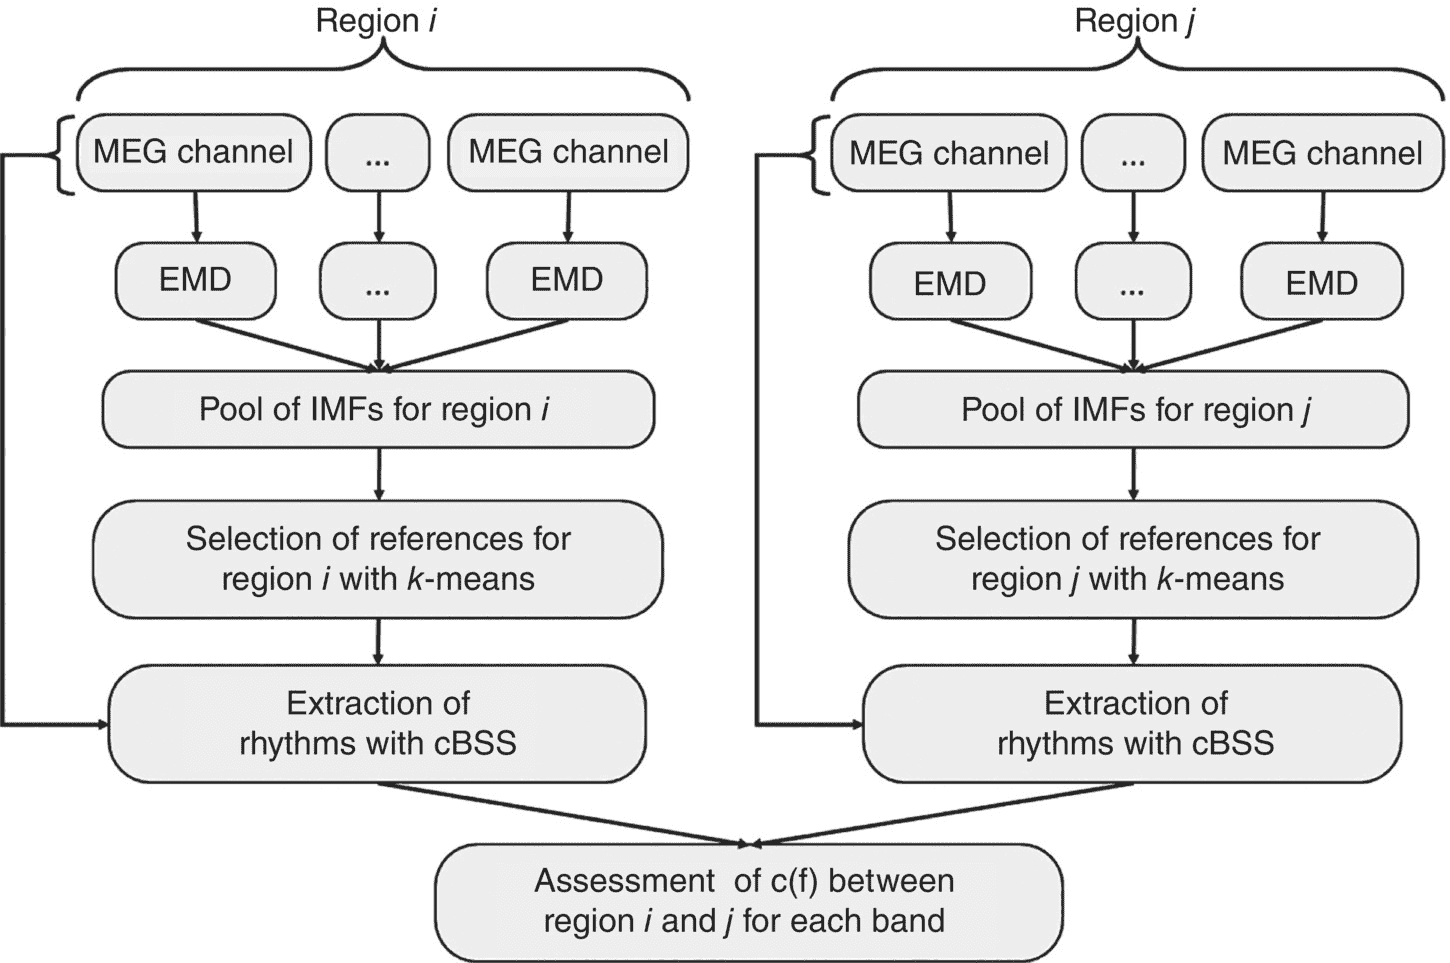 Region i
Region j
MEG channel
...
MEG channel
MEG channel
...
MEG channel
EMD
...
EMD
EMD
...
EMD
Pool of IMFs for region i
Pool of IMFs for region j
Selection of references for
region i with k-means
Selection of references for
region j with k-means
Extraction of
rhythms with cBSS
Extraction of
rhythms with cBSS
Assessment of c(f) between
region i and j for each band